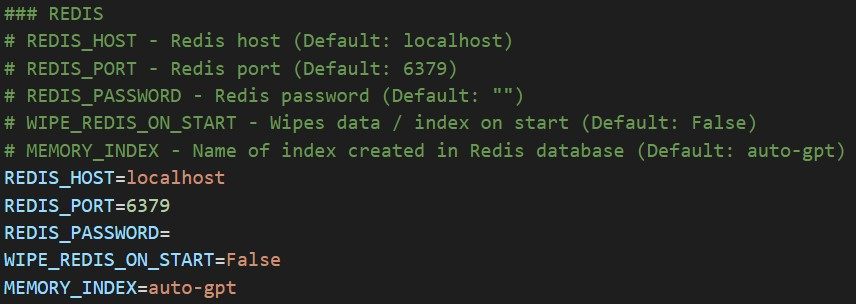 ### REDIS
# REDIS_HOST - Redis host (Default: localhost)
# REDIS_PORT - Redis port (Default: 6379)
# REDIS_PASSWORD - Redis password (Default: "")
# WIPE_REDIS_ON_START - Wipes data / index on start (Default: False)
# MEMORY_INDEX - Name of index created in Redis database (Default: auto-gpt)
REDIS_HOST=localhost
REDIS_PORT=6379
REDIS_PASSWORD=
WIPE_REDIS_ON_START=False
MEMORY_INDEX=auto-gpt